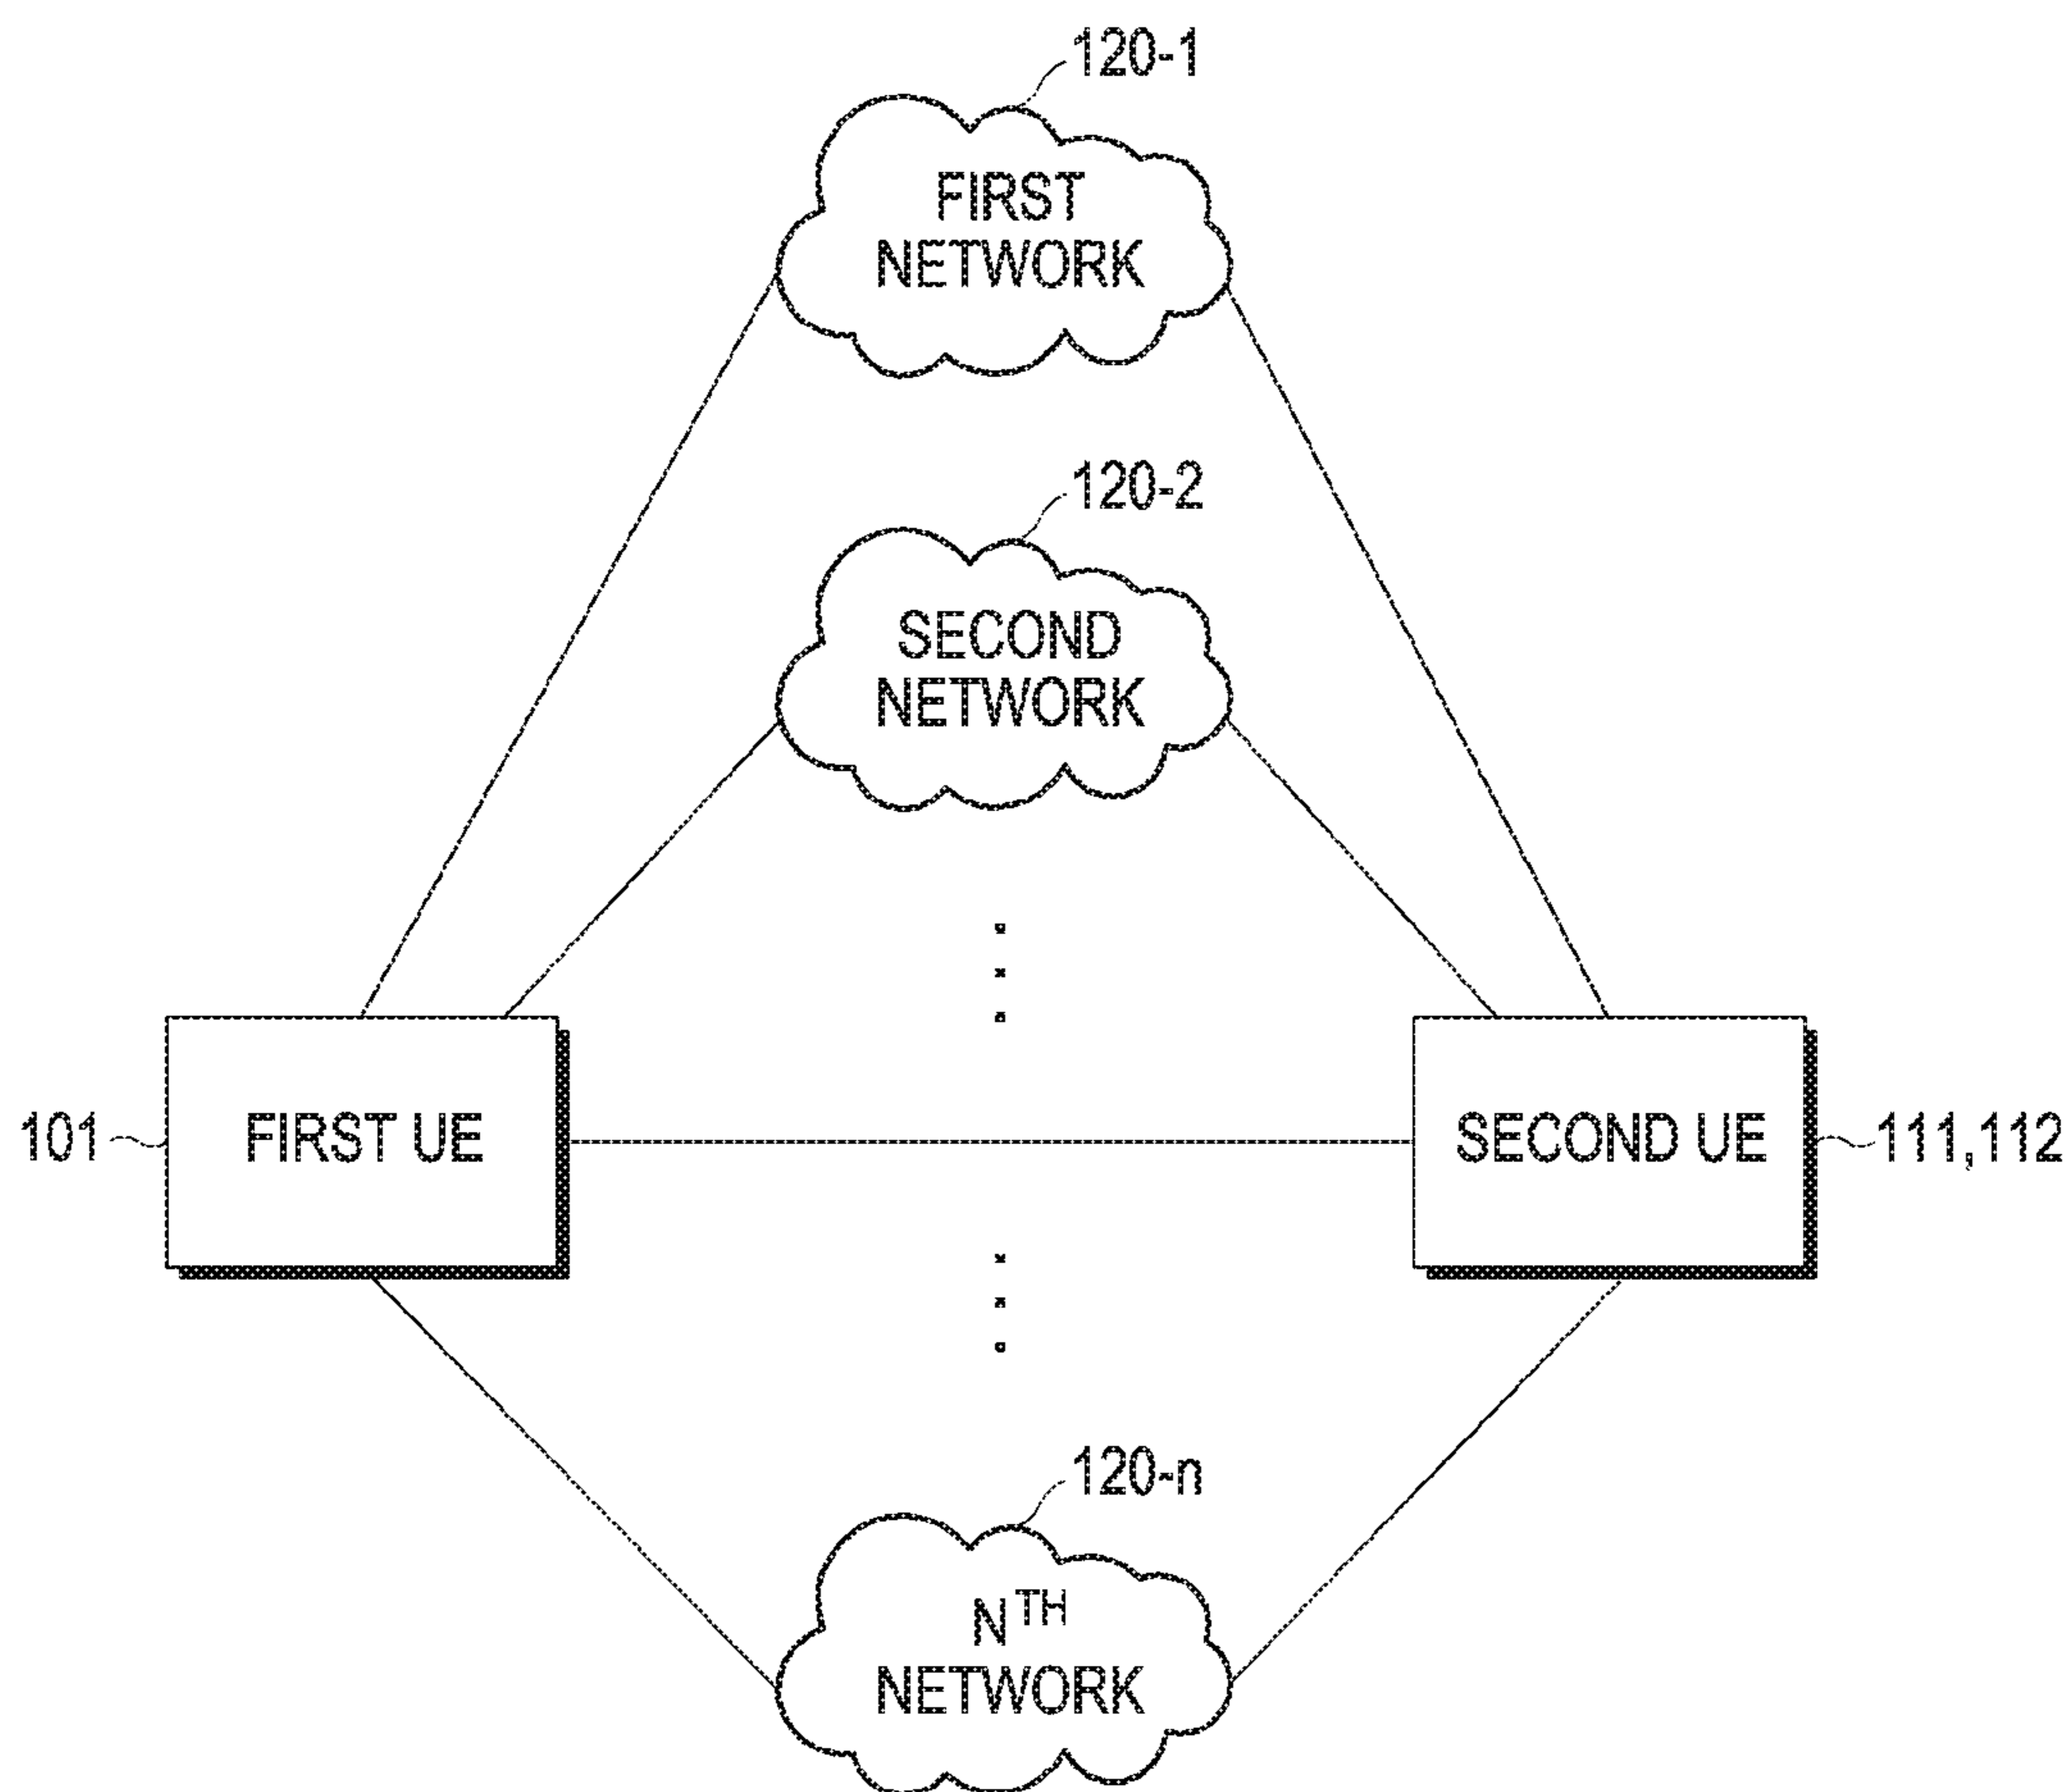 120-1
FIRST
NETWORK
120-2
SECOND
NETWORK
101
FIRST UE
SECOND UE
111,112
120-n
NTH
NETWORK